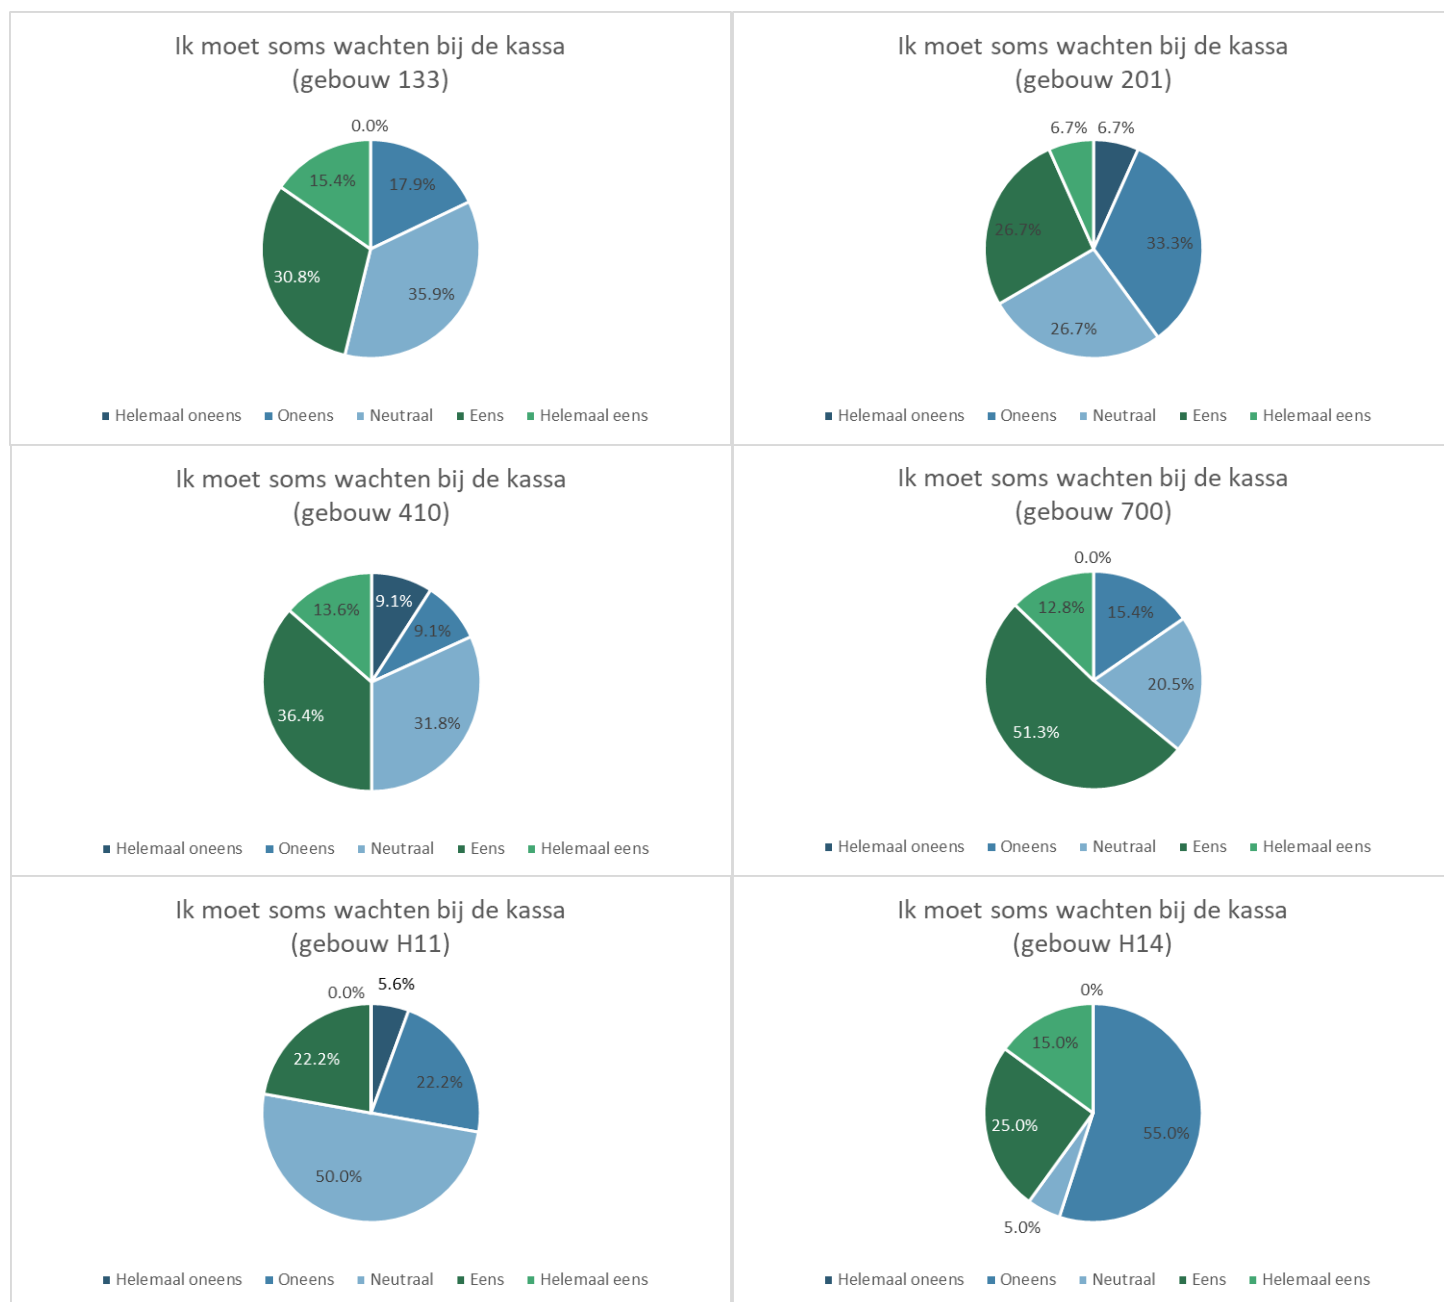 Ik moet soms wachten bij de kassa
(gebouw 133)
0.0%
15.4%
17.9%
30.8%
35.9%
Helemaal oneens Oneens Neutraal Eens Helemaal eens
Ik moet soms wachten bij de kassa
(gebouw 201)
6.7% 6.7%
26.7%
33.3%
26.7%
Helemaal oneens Oneens Neutraal Eens Helemaal eens
Ik moet soms wachten bij de kassa
(gebouw 410)
13.6%
9.1%
9.1%
36.4%
31.8%
Helemaal oneens Oneens Neutraal Eens Helemaal eens
Ik moet soms wachten bij de kassa
(gebouw 700)
0.0%
12.8%
15.4%
20.5%
51.3%
Helemaal oneens Oneens Neutraal Eens Helemaal eens
Ik moet soms wachten bij de kassa
(gebouw H11)
0.0%
5.6%
22.2%
22.2%
50.0%
Helemaal oneens Oneens Neutraal Eens Helemaal eens
Ik moet soms wachten bij de kassa
(gebouw H14)
0%
15.0%
25.0%
55.0%
5.0%
Helemaal oneens Oneens Neutraal Eens Helemaal eens